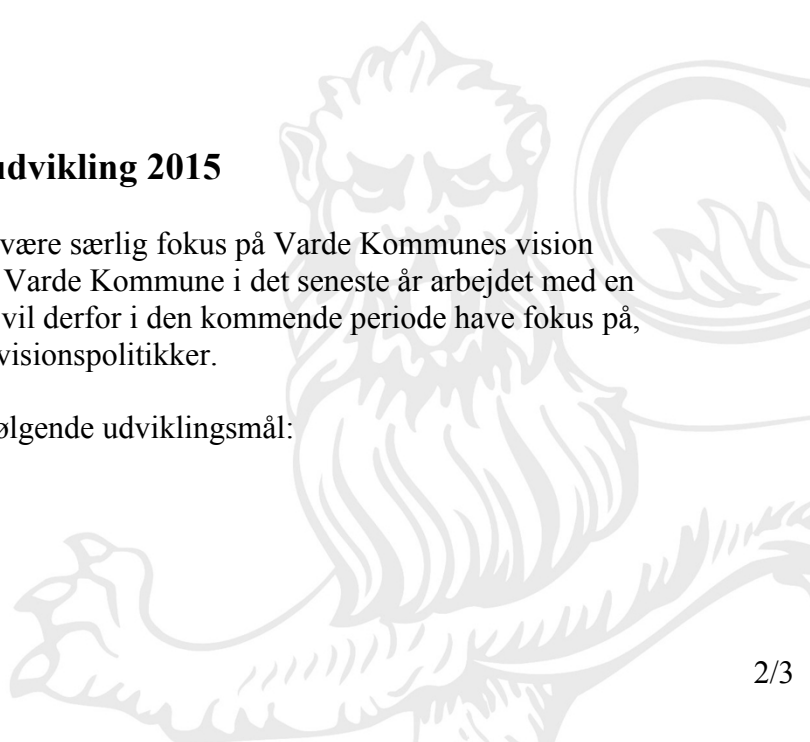 udvikling 2015
være særlig fokus på Varde Kommunes vision
Varde Kommune i det seneste år arbejdet med en
vil derfor i den kommende periode have fokus på,
visionspolitikker.
ølgende udviklingsmål:
2/3